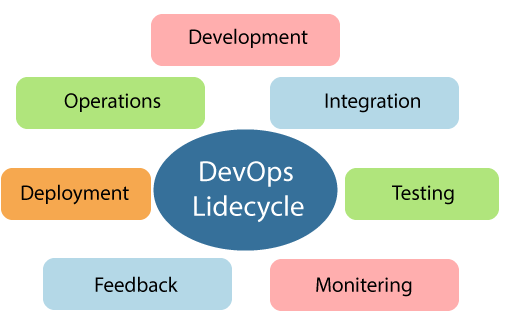 Development
Operations
Integration
DevOps
Lidecycle
Deployment
Testing
Feedback
Monitering